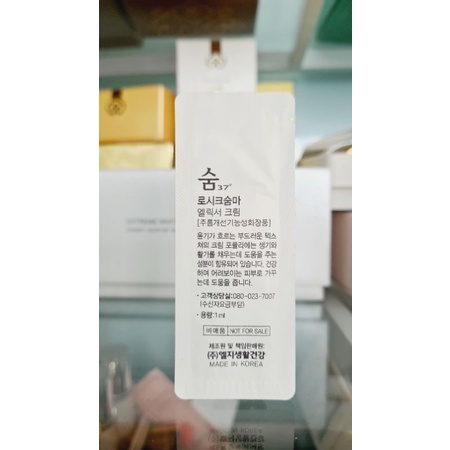 숨37°
로시크숨마
엘릭서 크림
[주름개선기능성화장품]
윤기가 흐르는 부드러운 텍스
처의 크림 포뮬러에는 생기와
활기를 채우는데 도움을 주는
성분이 함유되어 있습니다. 건강
하며 어려보이는 피부로 가꾸
는데 도움을 줍니다.
• 고객상담실:080-023-7007
(수신자요금부담)
• 용량:1ml
비매품 NOT FOR SALE
제조원 및 책임판매원:
(주)엘지생활건강
MADE IN KOREA